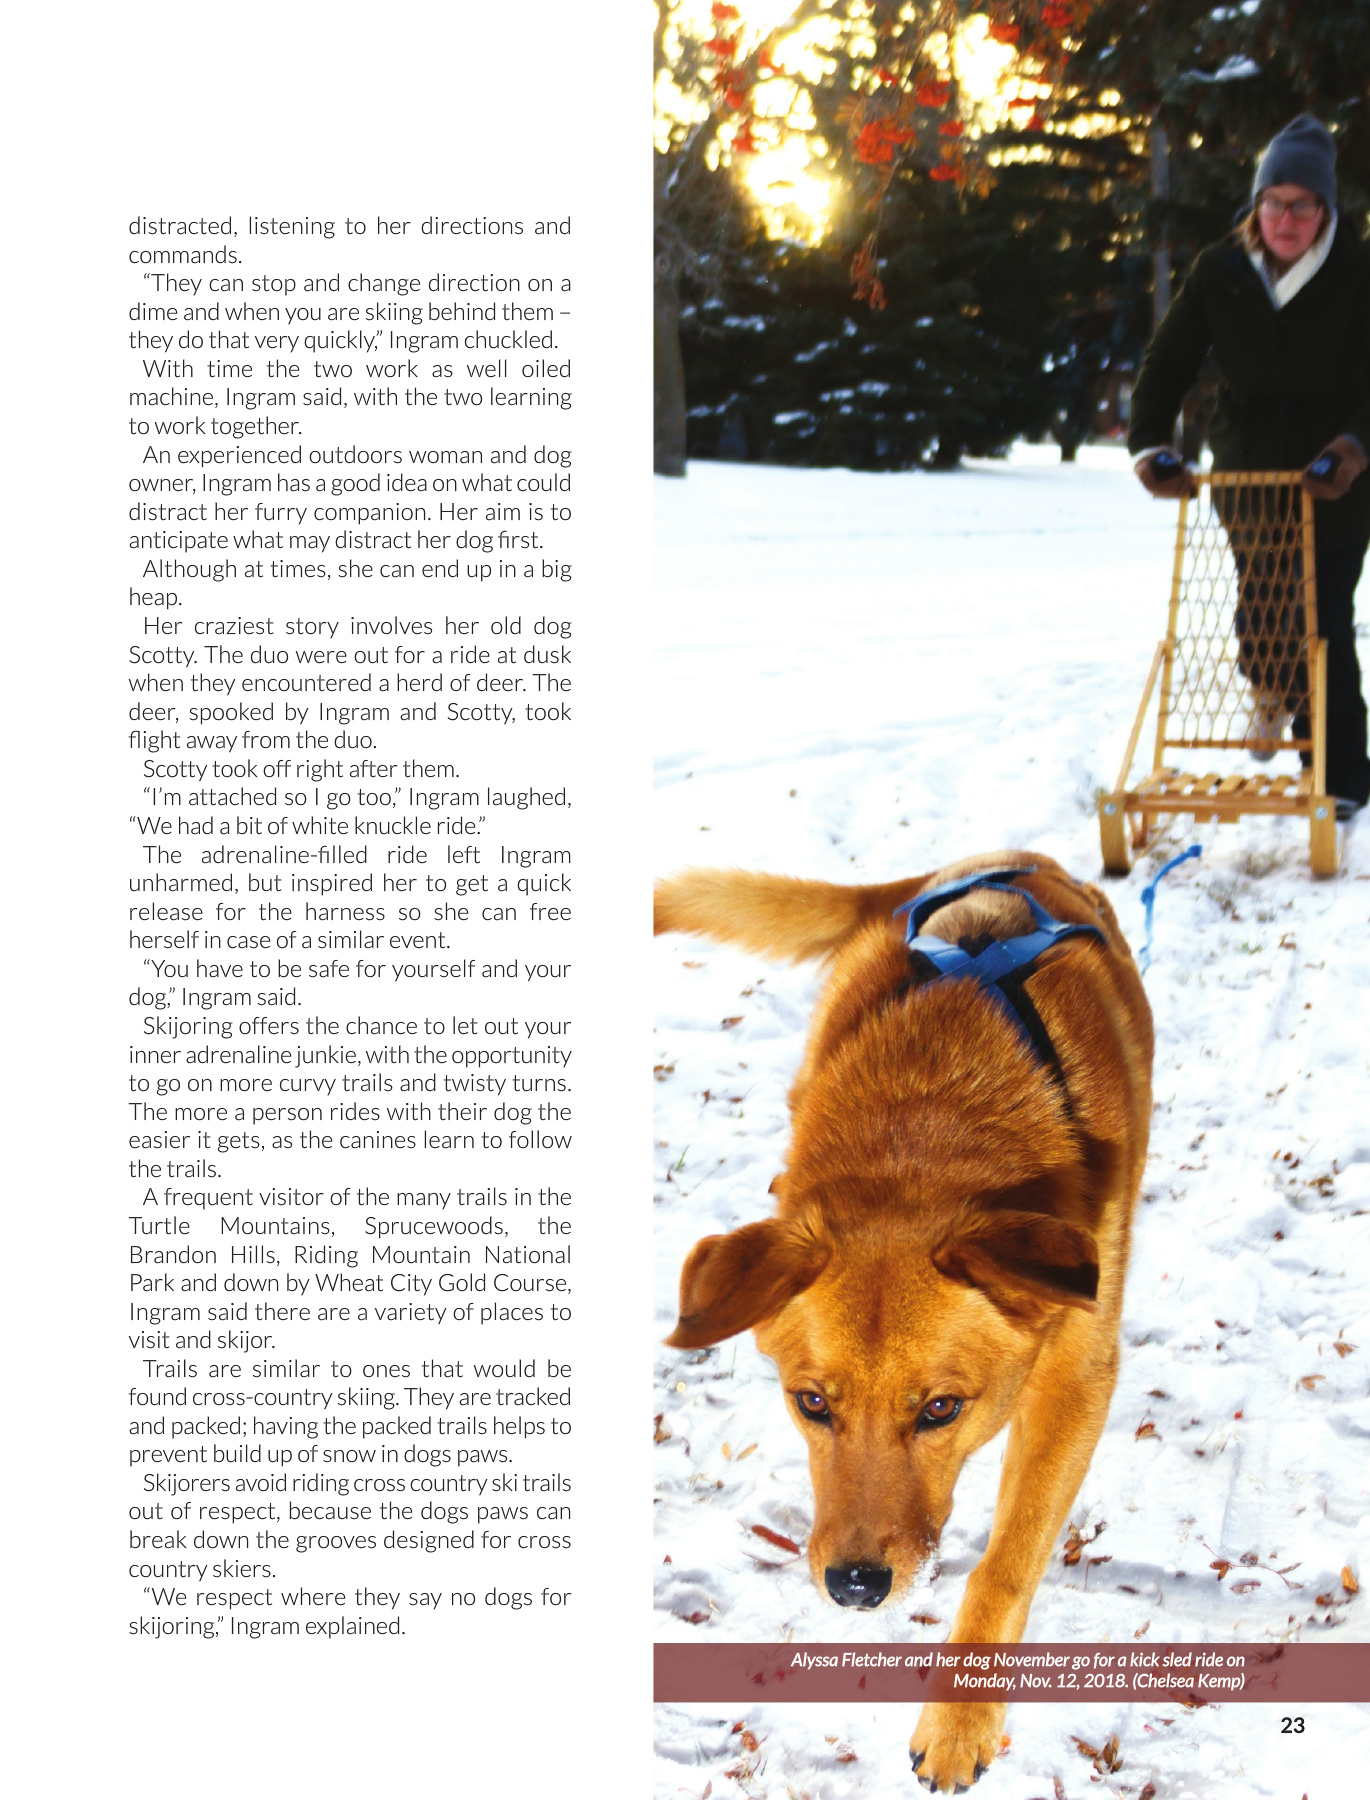 distracted, listening to her directions and
commands.
“They can stop and change direction on a
dime and when you are skiing behind them –
they do that very quickly,” Ingram chuckled.
With time the two work as well oiled
machine, Ingram said, with the two learning
to work together.
An experienced outdoors woman and dog
owner, Ingram has a good idea on what could
distract her furry companion. Her aim is to
anticipate what may distract her dog first.
Although at times, she can end up in a big
heap.
Her craziest story involves her old dog
Scotty. The duo were out for a ride at dusk
when they encountered a herd of deer. The
deer, spooked by Ingram and Scotty, took
flight away from the duo.
Scotty took off right after them.
“I’m attached so I go too,” Ingram laughed,
“We had a bit of white knuckle ride.”
The adrenaline-filled ride left Ingram
unharmed, but inspired her to get a quick
release for the harness so she can free
herself in case of a similar event.
“You have to be safe for yourself and your
dog,” Ingram said.
Skijoring offers the chance to let out your
inner adrenaline junkie, with the opportunity
to go on more curvy trails and twisty turns.
The more a person rides with their dog the
easier it gets, as the canines learn to follow
the trails.
A frequent visitor of the many trails in the
Turtle Mountains, Sprucewoods, the
Brandon Hills, Riding Mountain National
Park and down by Wheat City Gold Course,
Ingram said there are a variety of places to
visit and skijor.
Trails are similar to ones that would be
found cross-country skiing. They are tracked
and packed; having the packed trails helps to
prevent build up of snow in dogs paws.
Skijorers avoid riding cross country ski trails
out of respect, because the dogs paws can
break down the grooves designed for cross
country skiers.
“We respect where they say no dogs for
skijoring,” Ingram explained.
Alyssa Fletcher and her dog November go for a kick sled ride on
Monday, Nov. 12, 2018. (Chelsea Kemp)
23